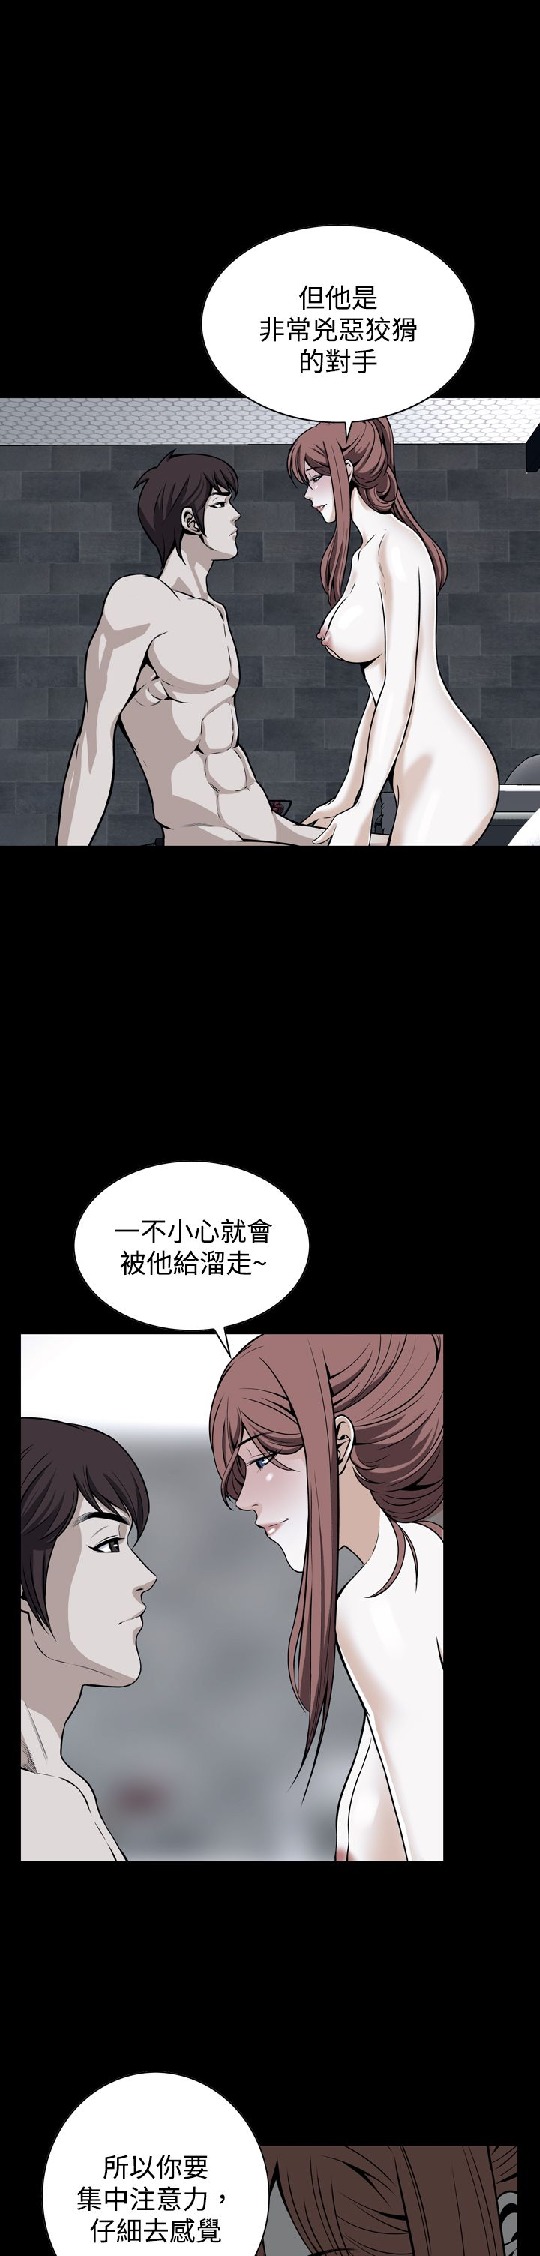 但他是
非常兇惡狡猾
的對手
一不小心就會
被他給溜走~
所以你要
集中注意力，
仔細去感覺